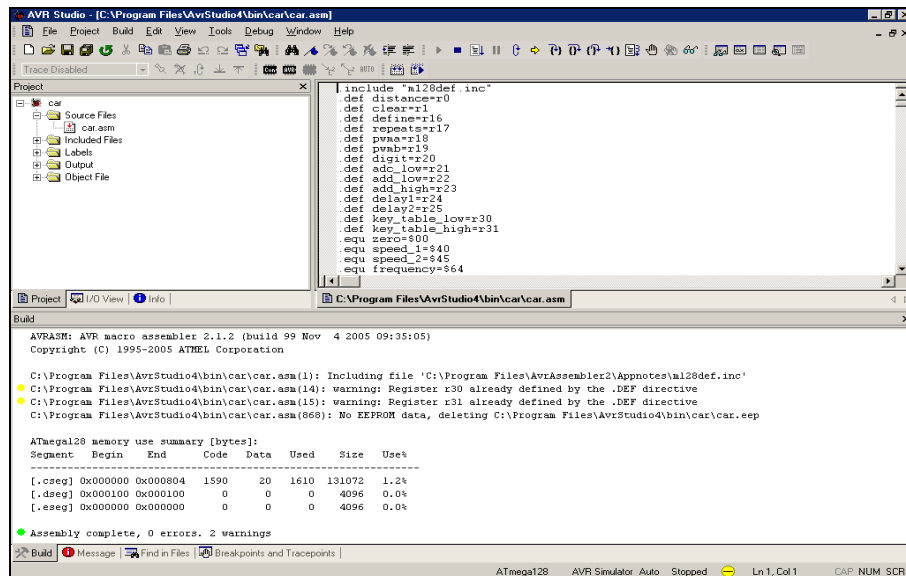 AVR Studio - [C:\Program Files\AvrStudio4\bin\car\car.asm]
File Project Build Edit View Tools Debug Window Help
Trace Disabled
AUTO
Project
car
Source Files
car.asm
Included Files
Labels
Output
Object File
Project I/O View Info
.include "m128def.inc"
.def distance=r0
.def clear=r1
.def define=r16
.def repeats=r17
.def pwma=r18
.def pwmb=r19
.def digit=r20
.def adc_low=r21
.def add_low=r22
.def add_high=r23
.def delay1=r24
.def delay2=r25
.def key_table_low=r30
.def key_table_high=r31
.equ zero=$00
.equ speed_1=$40
.equ speed_2=$45
.equ frequency=$64
C:\Program Files\AvrStudio4\bin\car\car.asm
Build
AVRASM: AVR macro assembler 2.1.2 (build 99 Nov 4 2005 09:35:05)
Copyright (C) 1995-2005 ATMEL Corporation
C:\Program Files\AvrStudio4\bin\car\car.asm(1): Including file 'C:\Program Files\AvrAssembler2\Appnotes\m128def.inc'
C:\Program Files\AvrStudio4\bin\car\car.asm(14): warning: Register r30 already defined by the .DEF directive
C:\Program Files\AvrStudio4\bin\car\car.asm(15): warning: Register r31 already defined by the .DEF directive
C:\Program Files\AvrStudio4\bin\car\car.asm(868): No EEPROM data, deleting C:\Program Files\AvrStudio4\bin\car\car.eep
ATmega128 memory use summary [bytes]:
Segment Begin End Code Data Used Size Use%
---------------------------------------------------------------
[.cseg] 0x000000 0x000804 1590 20 1610 131072 1.2%
[.dseg] 0x000100 0x000100 0 0 0 4096 0.0%
[.eseg] 0x000000 0x000000 0 0 0 4096 0.0%
Assembly complete, 0 errors. 2 warnings
Build Message Find in Files Breakpoints and Tracepoints
ATmega128 AVR Simulator Auto Stopped Ln 1, Col 1 CAP NUM SCR